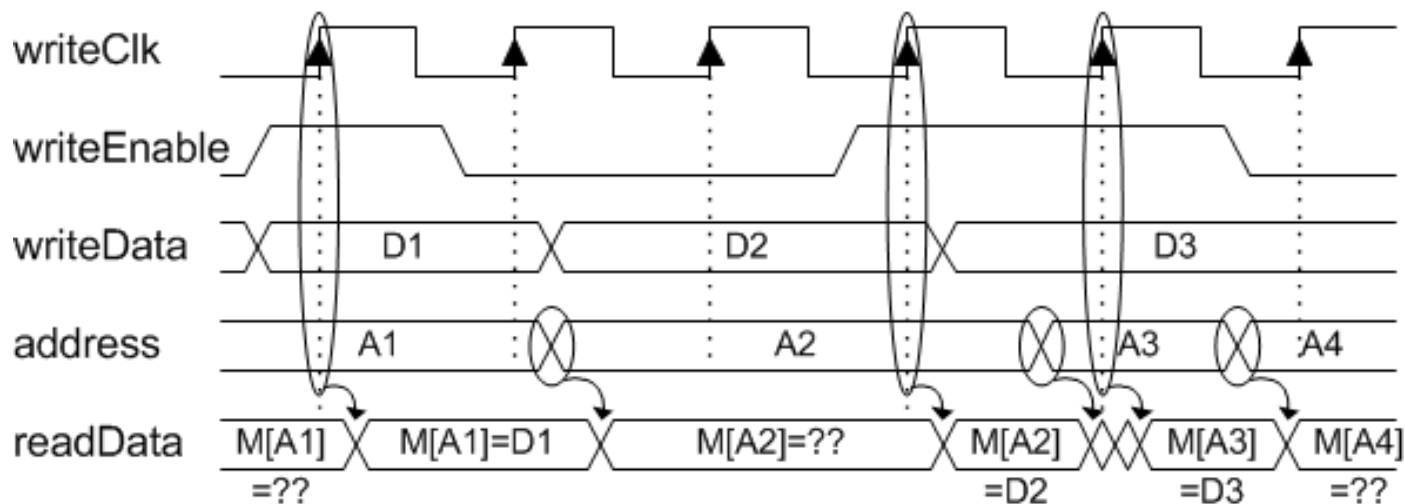 writeClk
writeEnable
writeData D1 D2 D3
address A1 A2 A3 A4
readData M[A1] M[A1]=D1 M[A2]=?? M[A2] M[A3] M[A4]
=?? =D2 =D3 =??